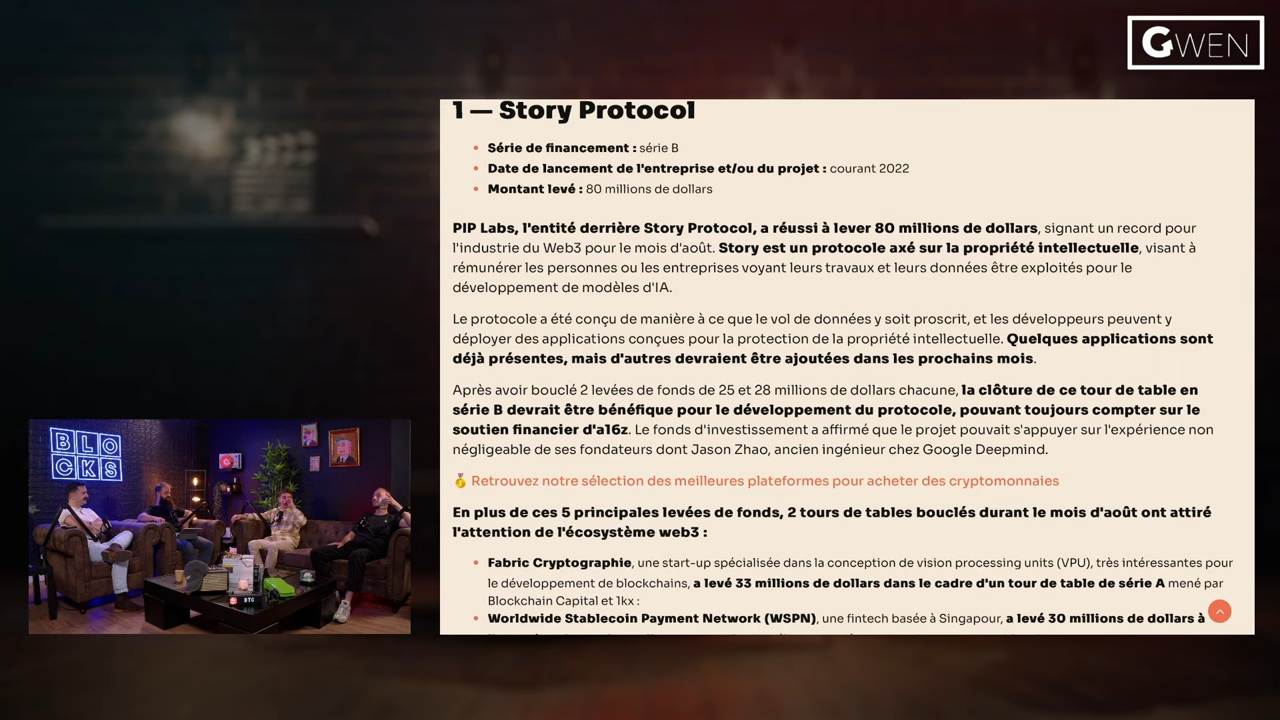 GWEN
1 — Story Protocol
Série de financement : série B
Date de lancement de l'entreprise et/ou du projet : courant 2022
Montant levé : 80 millions de dollars
PIP Labs, l'entité derrière Story Protocol, a réussi à lever 80 millions de dollars, signant un record pour
l'industrie du Web3 pour le mois d'août. Story est un protocole axé sur la propriété intellectuelle, visant à
rémunérer les personnes ou les entreprises voyant leurs travaux et leurs données être exploités pour le
développement de modèles d'IA.
Le protocole a été conçu de manière à ce que le vol de données y soit proscrit, et les développeurs peuvent y
déployer des applications conçues pour la protection de la propriété intellectuelle. Quelques applications sont
déjà présentes, mais d'autres devraient être ajoutées dans les prochains mois.
Après avoir bouclé 2 levées de fonds de 25 et 28 millions de dollars chacune, la clôture de ce tour de table en
série B devrait être bénéfique pour le développement du protocole, pouvant toujours compter sur le
soutien financier d'a16z. Le fonds d'investissement a affirmé que le projet pouvait s'appuyer sur l'expérience non
négligeable de ses fondateurs dont Jason Zhao, ancien ingénieur chez Google Deepmind.
Retrouvez notre sélection des meilleures plateformes pour acheter des cryptomonnaies
En plus de ces 5 principales levées de fonds, 2 tours de tables bouclés durant le mois d'août ont attiré
l'attention de l'écosystème web3 :
Fabric Cryptographie, une start-up spécialisée dans la conception de vision processing units (VPU), très intéressantes pour
le développement de blockchains, a levé 33 millions de dollars dans le cadre d'un tour de table de série A mené par
Blockchain Capital et 1kx :
Worldwide Stablecoin Payment Network (WSPN), une fintech basée à Singapour, a levé 30 millions de dollars à
BLO
CKS
BTC